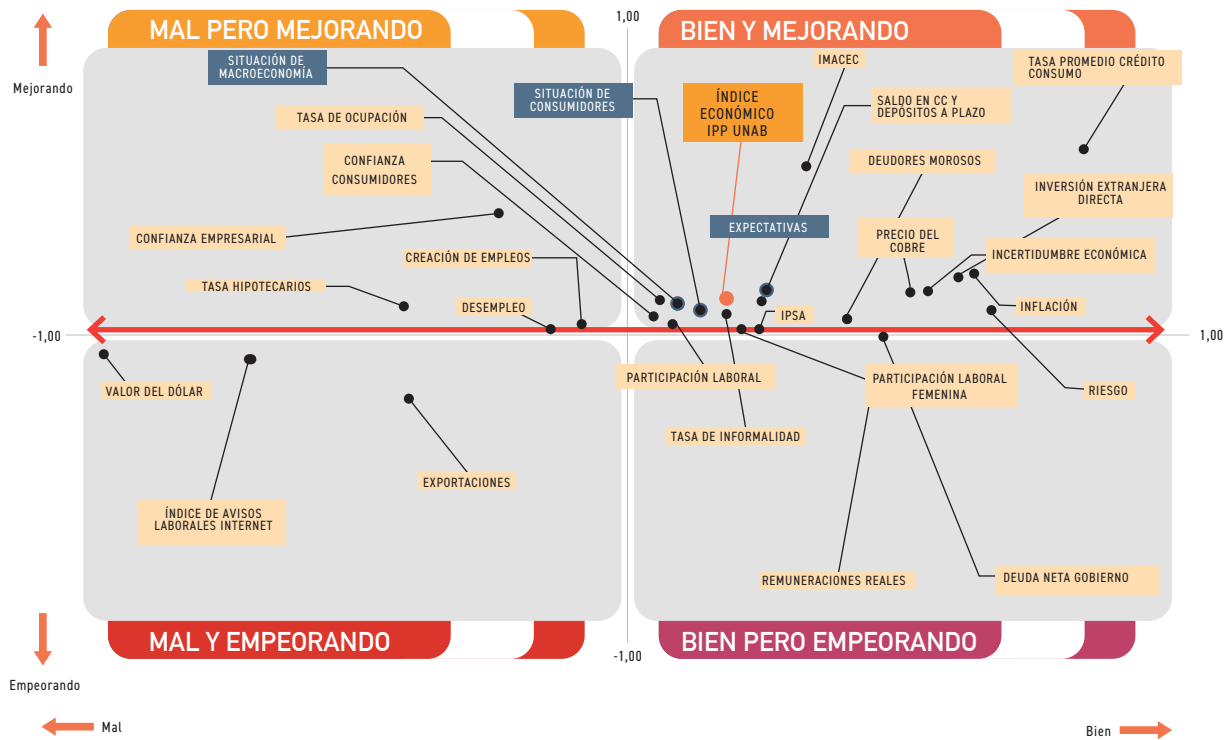 MAL PERO MEJORANDO
1,00
BIEN Y MEJORANDO
Mejorando
SITUACIÓN DE
MACROECONOMÍA
IMACEC
TASA PROMEDIO CRÉDITO
CONSUMO
SITUACIÓN DE
CONSUMIDORES
ÍNDICE
ECONÓMICO
IPP UNAB
SALDO EN CC Y
DEPÓSITOS A PLAZO
TASA DE OCUPACIÓN
CONFIANZA
CONSUMIDORES
DEUDORES MOROSOS
INVERSIÓN EXTRANJERA
DIRECTA
CONFIANZA EMPRESARIAL
EXPECTATIVAS
PRECIO DEL
COBRE
CREACIÓN DE EMPLEOS
INCERTIDUMBRE ECONÓMICA
TASA HIPOTECARIOS
DESEMPLEO
IPSA
INFLACIÓN
-1,00
1,00
VALOR DEL DÓLAR
PARTICIPACIÓN LABORAL
PARTICIPACIÓN LABORAL
FEMENINA
RIESGO
TASA DE INFORMALIDAD
EXPORTACIONES
ÍNDICE DE AVISOS
LABORALES INTERNET
REMUNERACIONES REALES
DEUDA NETA GOBIERNO
MAL Y EMPEORANDO
-1,00
BIEN PERO EMPEORANDO
Empeorando
Mal
Bien